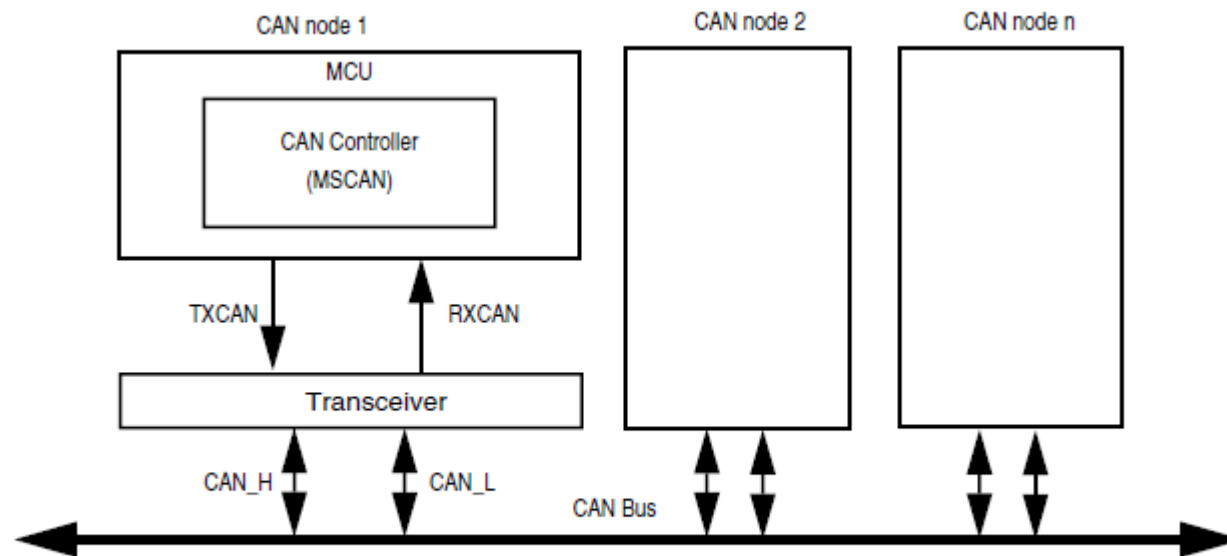 CAN node 1
CAN node 2
CAN node n
MCU
CAN Controller
(MSCAN)
TXCAN
RXCAN
Transceiver
CAN_H
CAN_L
CAN Bus